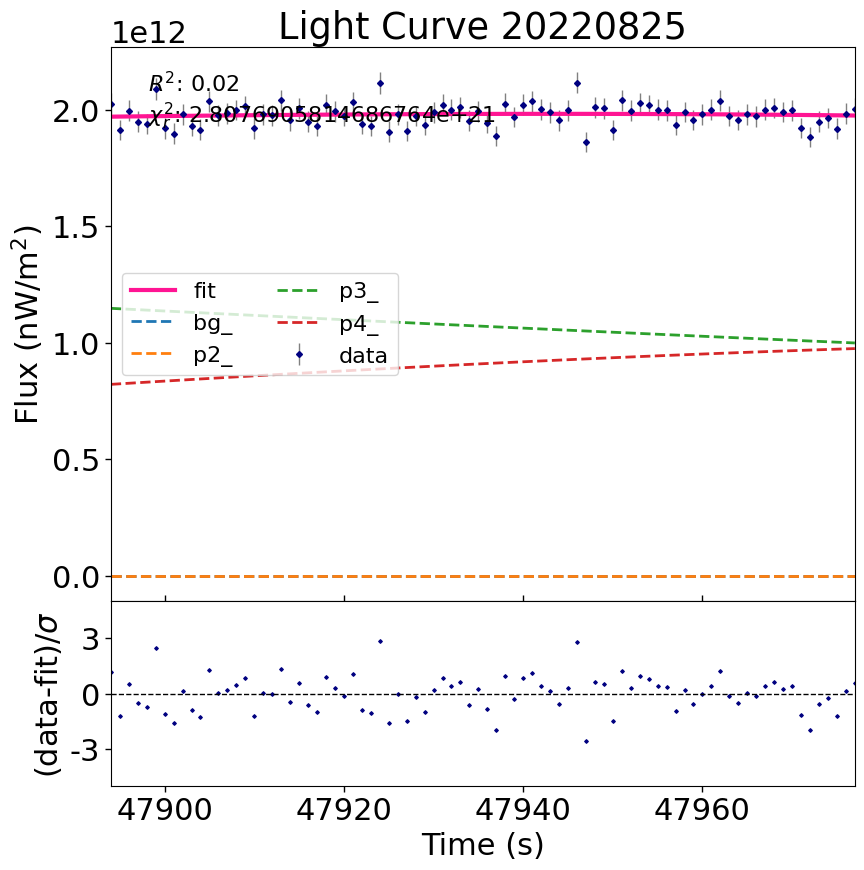 Light Curve 20220825
1e12
R²: 0.02
2.0
1.5
1.0
0.5
0.0
Flux (nW/m²)
fit
bg_
p2_
p3_
p4_
data
3
0
-3
(data-fit)/σ
47900 47920 47940 47960
Time (s)